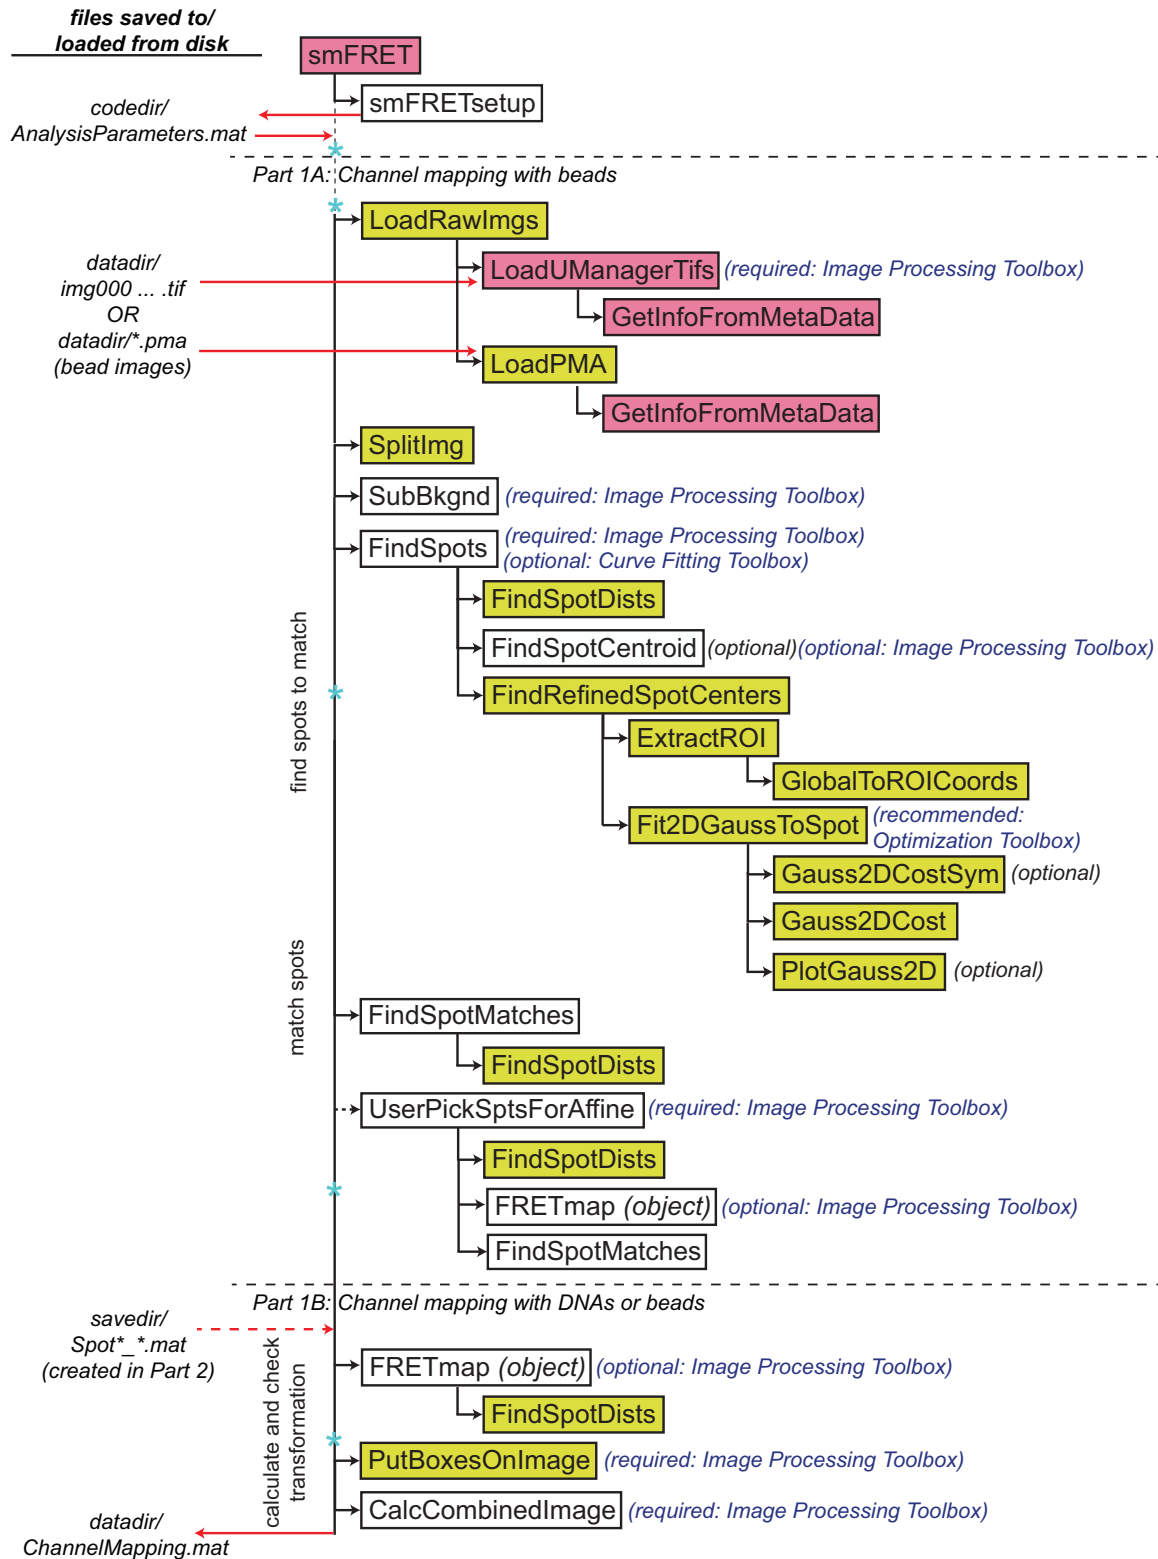 files saved to/
loaded from disk
smFRET
smFRETsetup
codedir/
AnalysisParameters.mat
*
Part 1A: Channel mapping with beads
*
LoadRawImgs
datadir/
img000 ... .tif
OR
datadir/*.pma
(bead images)
LoadUManagerTifs (required: Image Processing Toolbox)
GetInfoFromMetaData
LoadPMA
GetInfoFromMetaData
SplitImg
SubBkgnd (required: Image Processing Toolbox)
FindSpots (required: Image Processing Toolbox)
(optional: Curve Fitting Toolbox)
FindSpotDists
FindSpotCentroid (optional)(optional: Image Processing Toolbox)
find spots to match
*
FindRefinedSpotCenters
ExtractROI
GlobalToROICoords
Fit2DGaussToSpot (recommended:
Optimization Toolbox)
Gauss2DCostSym (optional)
Gauss2DCost
PlotGauss2D (optional)
match spots
FindSpotMatches
FindSpotDists
UserPickSptsForAffine (required: Image Processing Toolbox)
FindSpotDists
*
FRETmap (object) (optional: Image Processing Toolbox)
FindSpotMatches
Part 1B: Channel mapping with DNAs or beads
savedir/
Spot*_*.mat
(created in Part 2)
calculate and check
transformation
FRETmap (object) (optional: Image Processing Toolbox)
FindSpotDists
*
PutBoxesOnImage (required: Image Processing Toolbox)
CalcCombinedImage (required: Image Processing Toolbox)
datadir/
ChannelMapping.mat